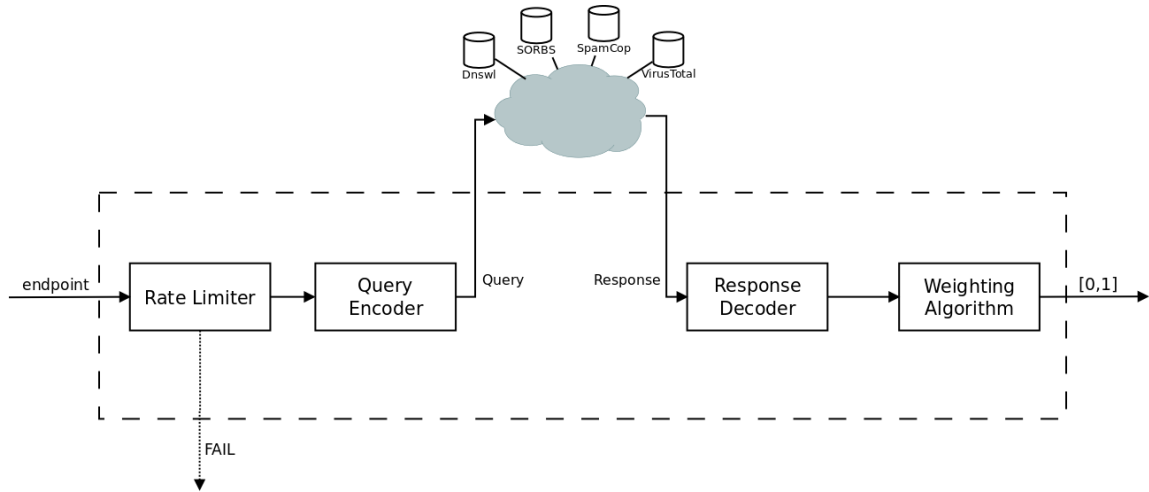 SORBS
SpamCop
Dnswl
VirusTotal
endpoint
Rate Limiter
Query
Encoder
Query
Response
Response
Decoder
Weighting
Algorithm
[0,1]
FAIL